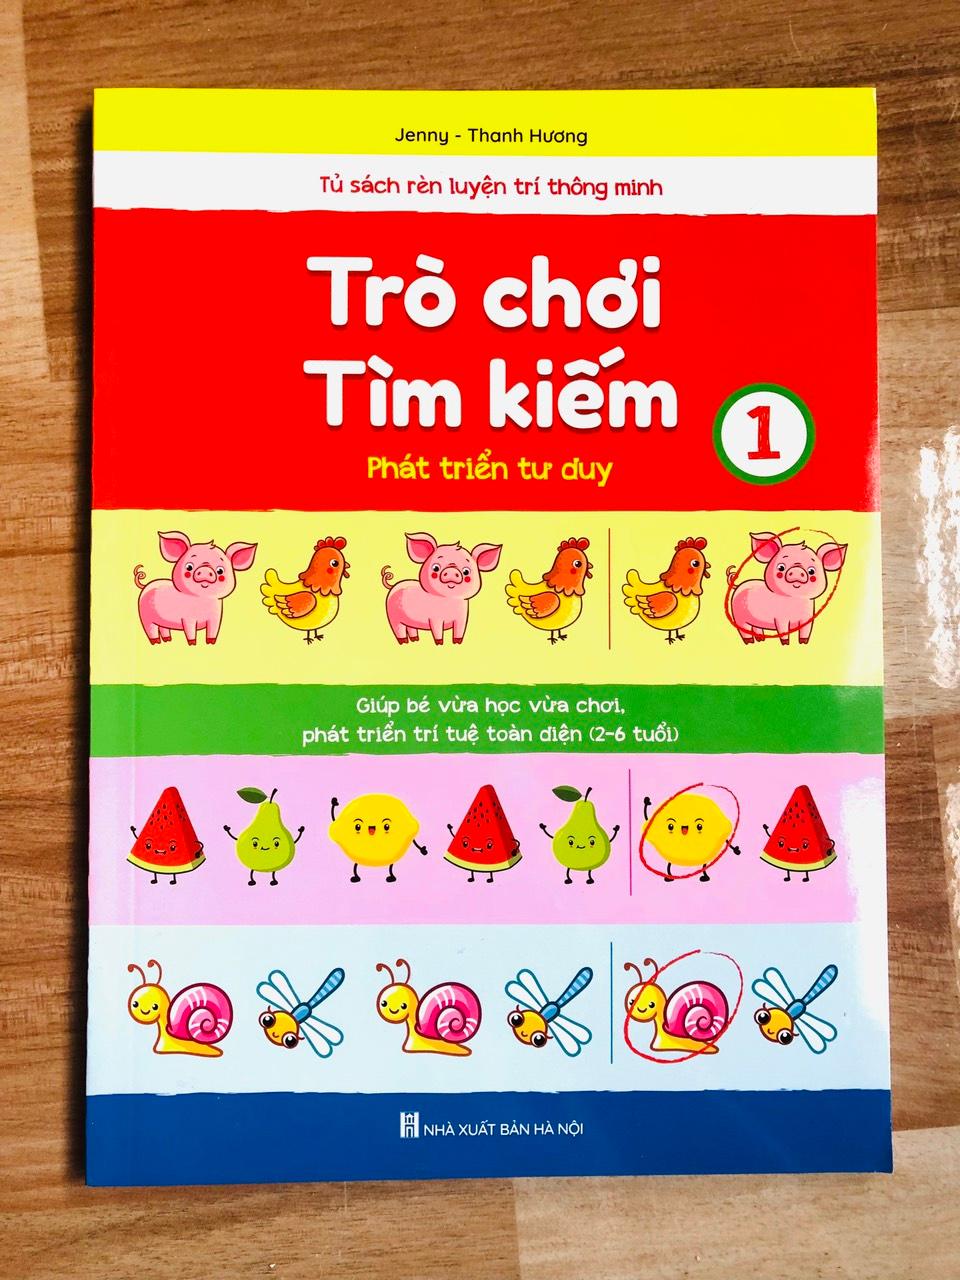 Jenny - Thanh Hương
Tủ sách rèn luyện trí thông minh
Trò chơi
Tìm kiếm
1
Phát triển tư duy
Giúp bé vừa học vừa chơi,
phát triển trí tuệ toàn diện (2-6 tuổi)
NHÀ XUẤT BẢN HÀ NỘI